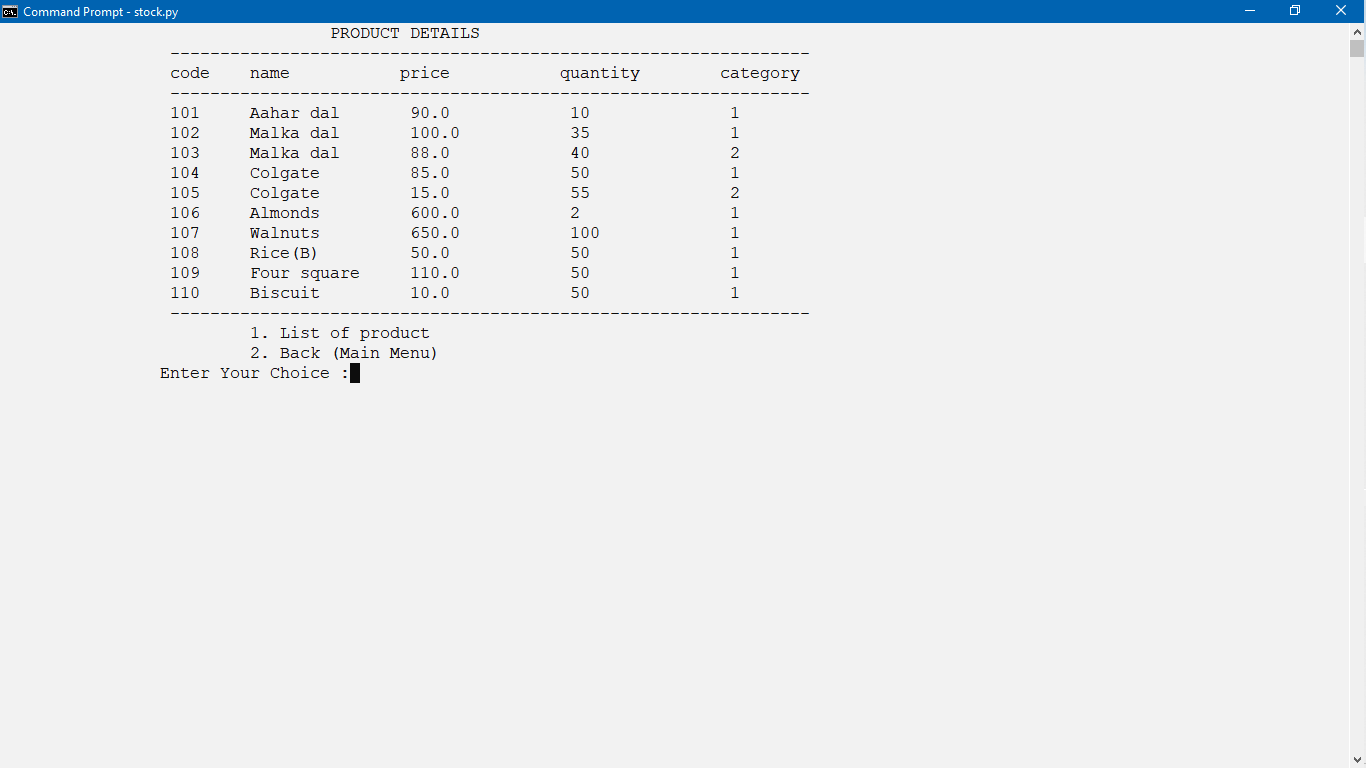 Command Prompt - stock.py
PRODUCT DETAILS
----------------------------------------------------------------
code    name           price           quantity        category
----------------------------------------------------------------
101     Aahar dal       90.0            10              1
102     Malka dal       100.0           35              1
103     Malka dal       88.0            40              2
104     Colgate         85.0            50              1
105     Colgate         15.0            55              2
106     Almonds         600.0           2               1
107     Walnuts         650.0           100             1
108     Rice(B)         50.0            50              1
109     Four square     110.0           50              1
110     Biscuit         10.0            50              1
----------------------------------------------------------------
1. List of product
2. Back (Main Menu)
Enter Your Choice :